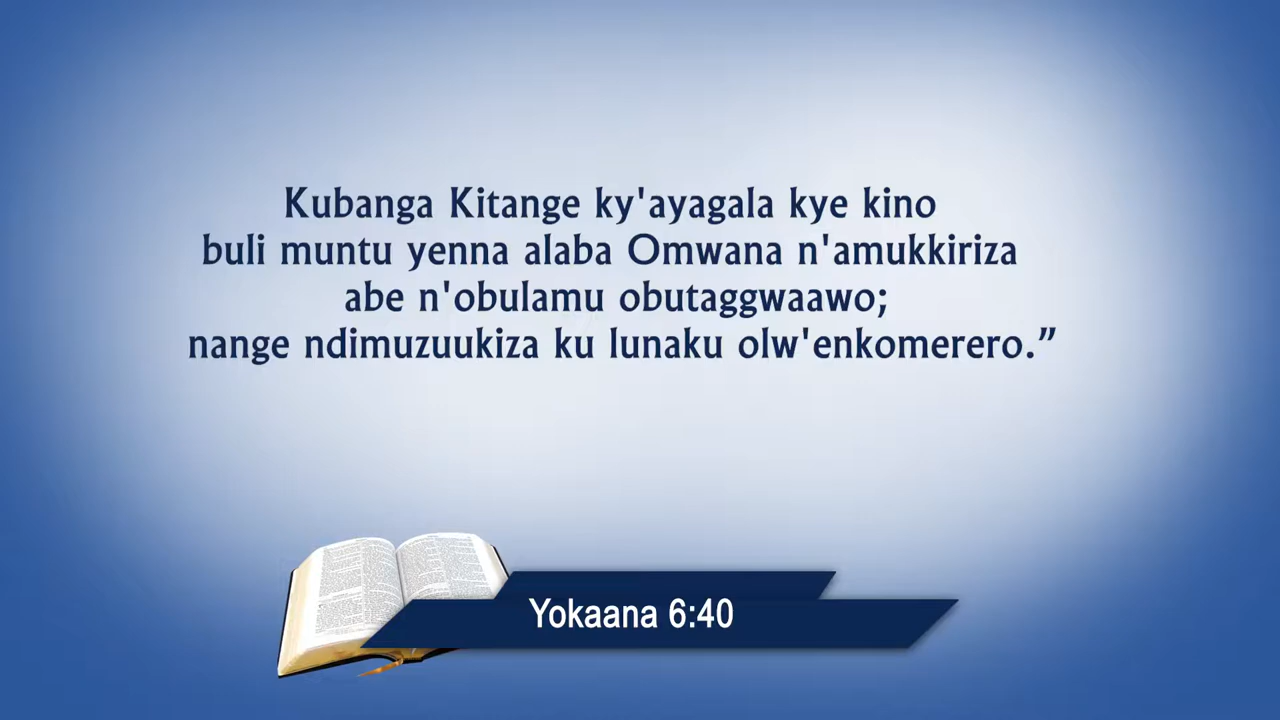 Kubanga Kitange ky'ayagala kye kino
buli muntu yenna alaba Omwana n'amukkiriza
abe n'obulamu obutaggwaawo;
nange ndimuzuukiza ku lunaku olw'enkomerero.”
Yokaana 6:40